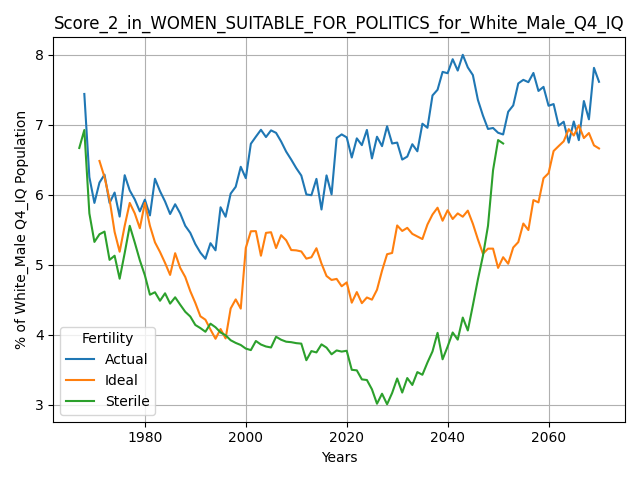 Score_2_in_WOMEN_SUITABLE_FOR_POLITICS_for_White_Male_Q4_IQ
% of White_Male Q4_IQ Population
8
7
6
5
4
3
Fertility
Actual
Ideal
Sterile
1980 2000 2020 2040 2060
Years